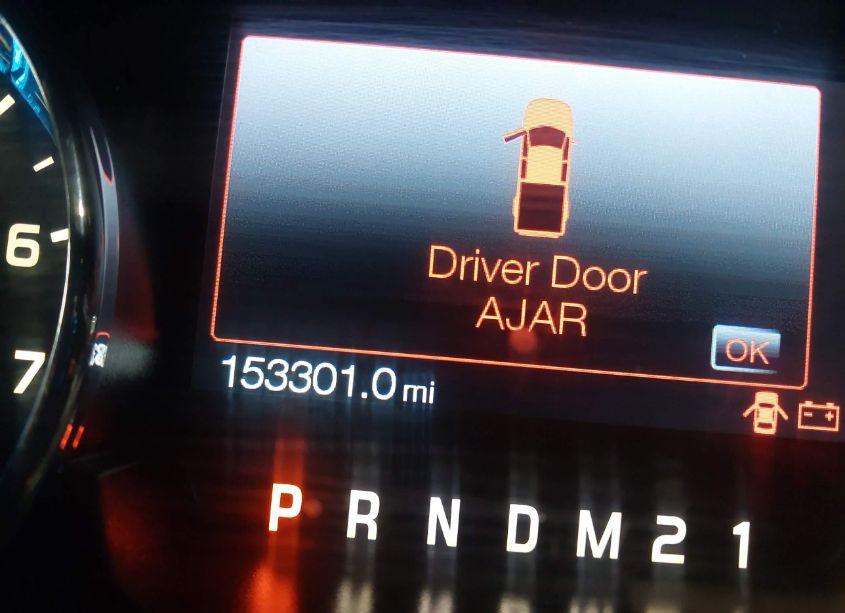 6
7
Driver Door
AJAR
OK
153301.0 mi
P R N D M 2 1